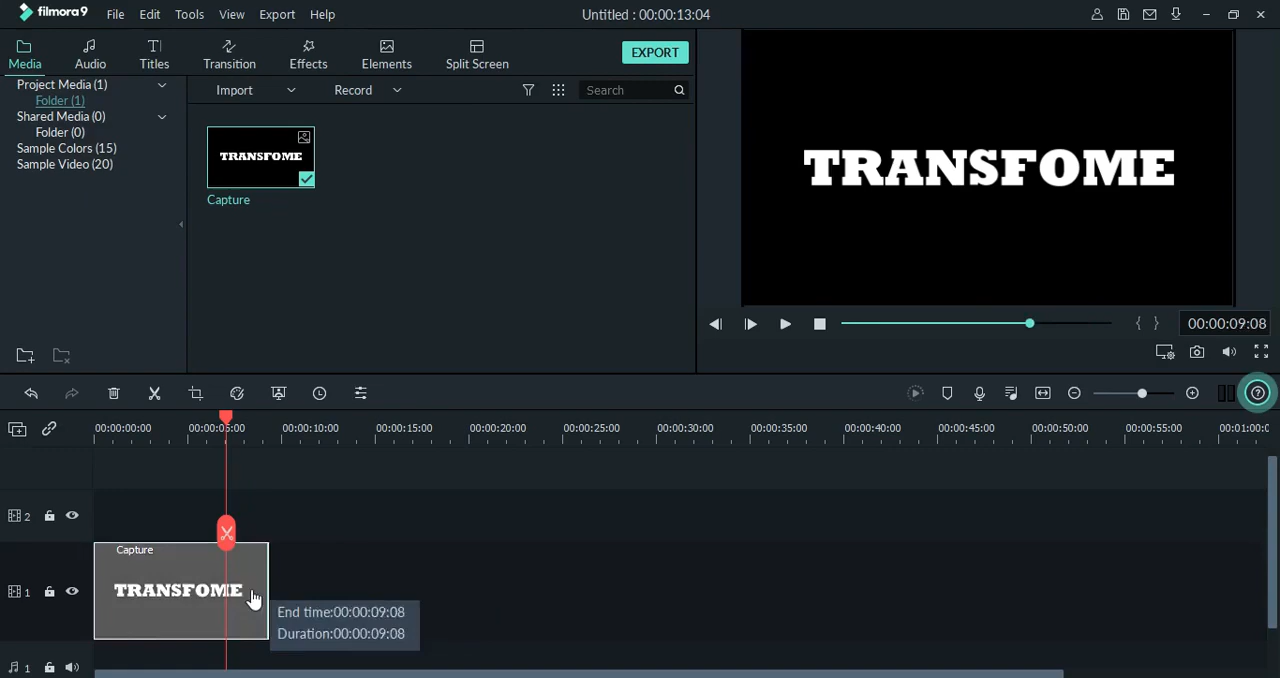 filmora9 File Edit Tools View Export Help Untitled : 00:00:13:04
Media Audio Titles Transition Effects Elements Split Screen EXPORT
Project Media (1)
Folder (1)
Shared Media (0)
Folder (0)
Sample Colors (15)
Sample Video (20)
Import Record Search
TRANSFOME
Capture
TRANSFOME
00:00:09:08
00:00:00:00 00:00:05:00 00:00:10:00 00:00:15:00 00:00:20:00 00:00:25:00 00:00:30:00 00:00:35:00 00:00:40:00 00:00:45:00 00:00:50:00 00:00:55:00 00:01:00:0
2
Capture
TRANSFOME
1
End time:00:00:09:08
Duration:00:00:09:08
1